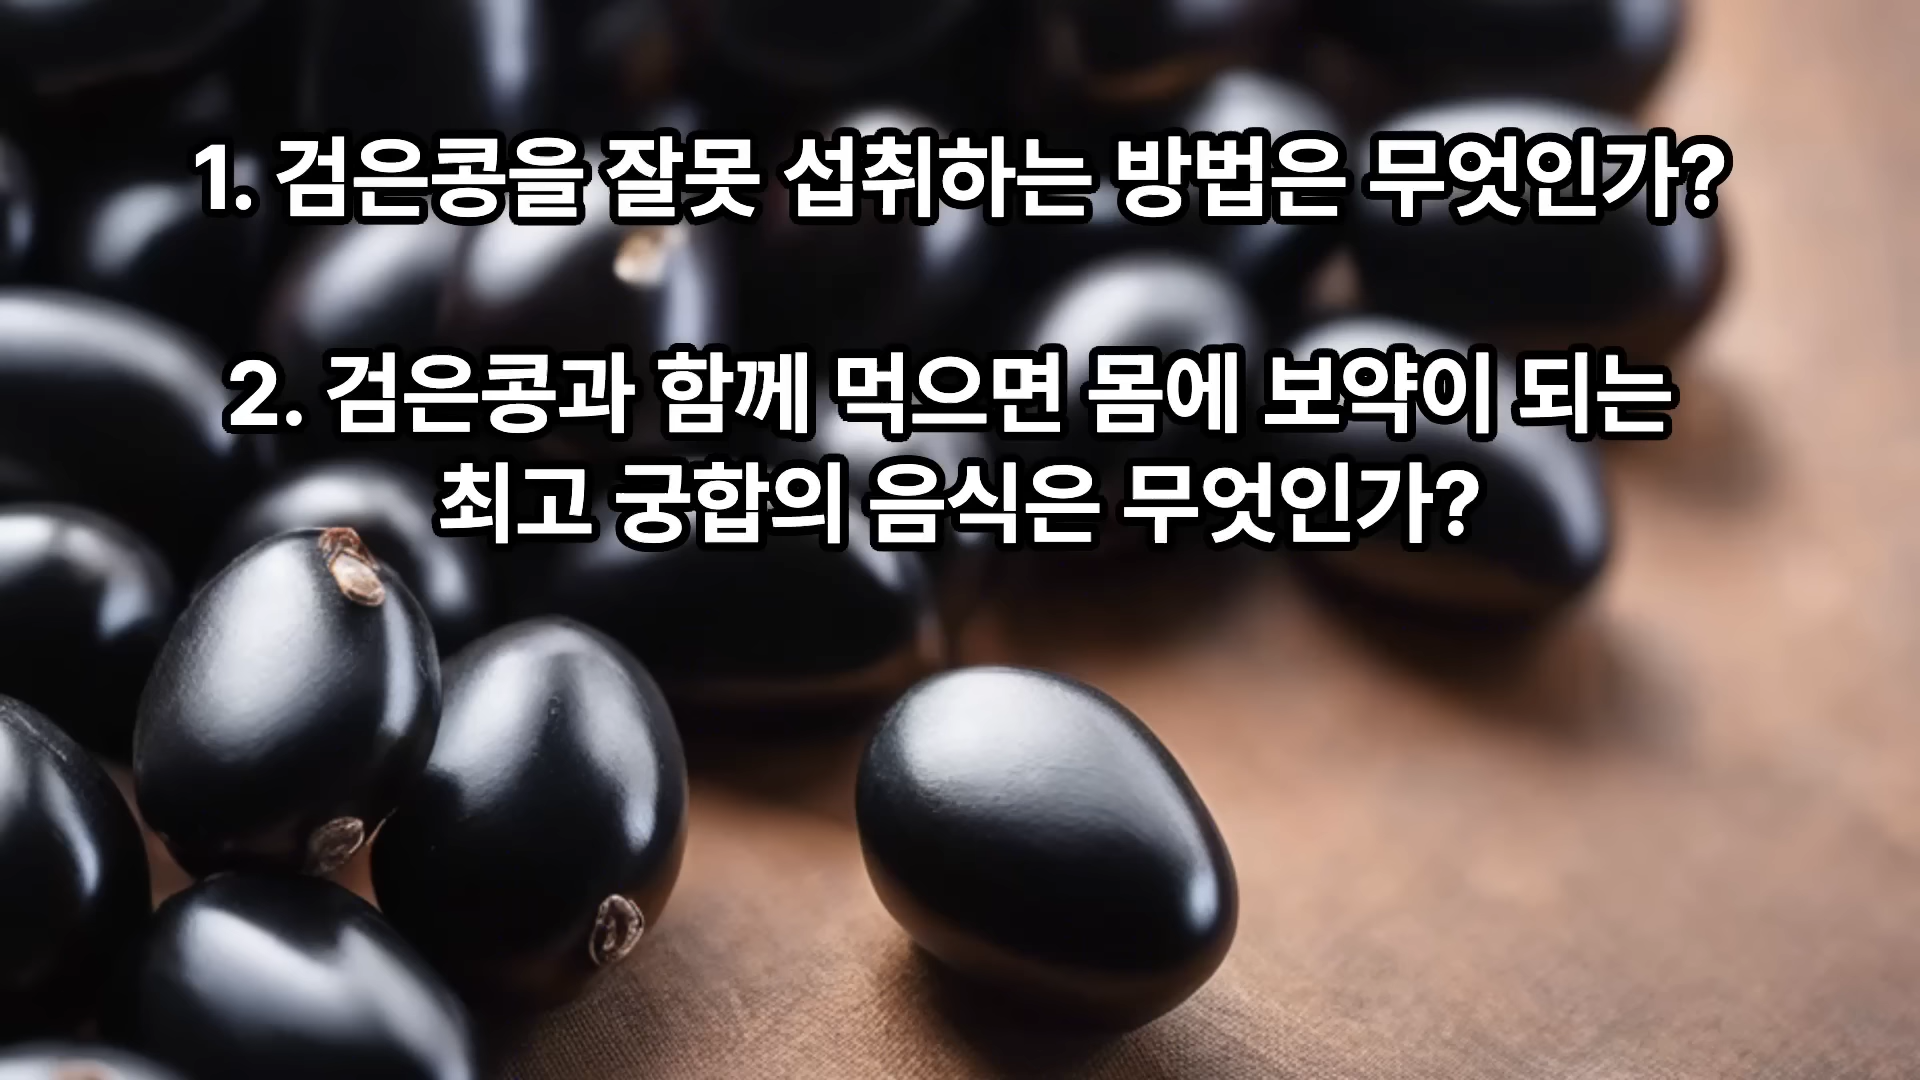 1. 검은콩을 잘못 섭취하는 방법은 무엇인가?
2. 검은콩과 함께 먹으면 몸에 보약이 되는
최고 궁합의 음식은 무엇인가?